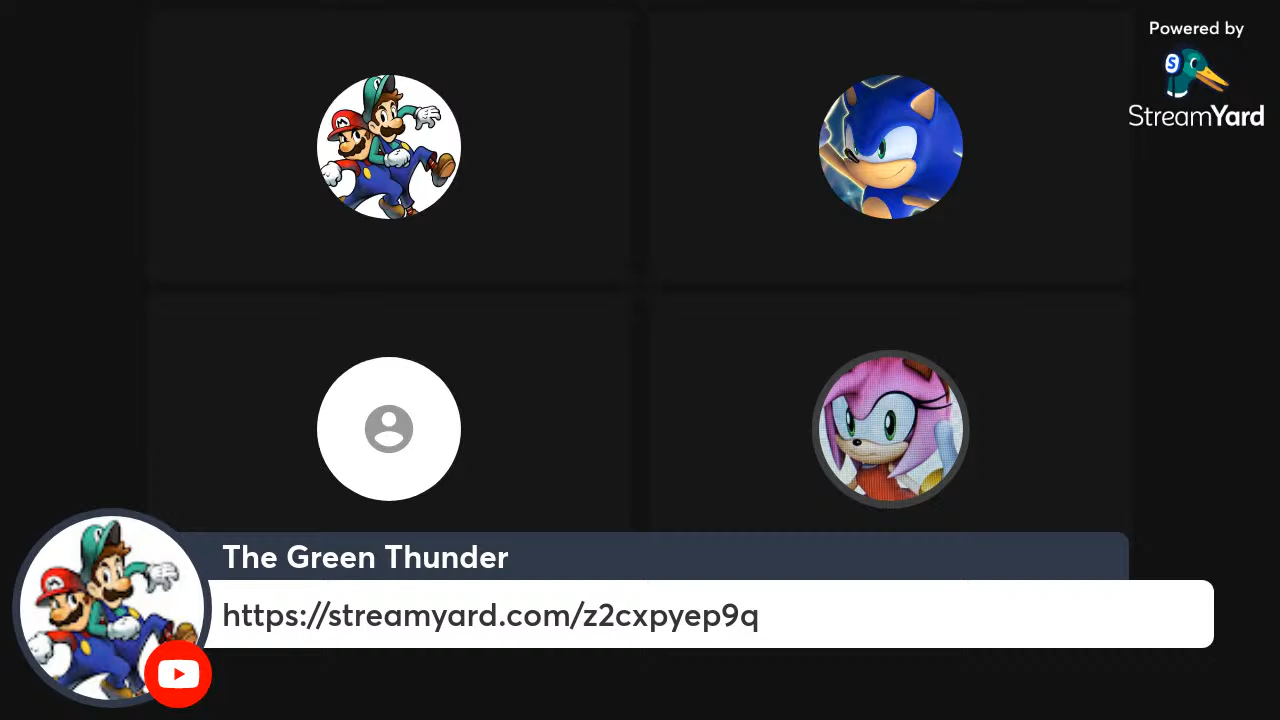 Powered by
S
StreamYard
The Green Thunder
https://streamyard.com/z2cxpyep9q